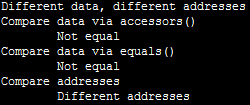 Different data, different addresses
Compare data via accessors()
Not equal
Compare data via equals()
Not equal
Compare addresses
Different addresses